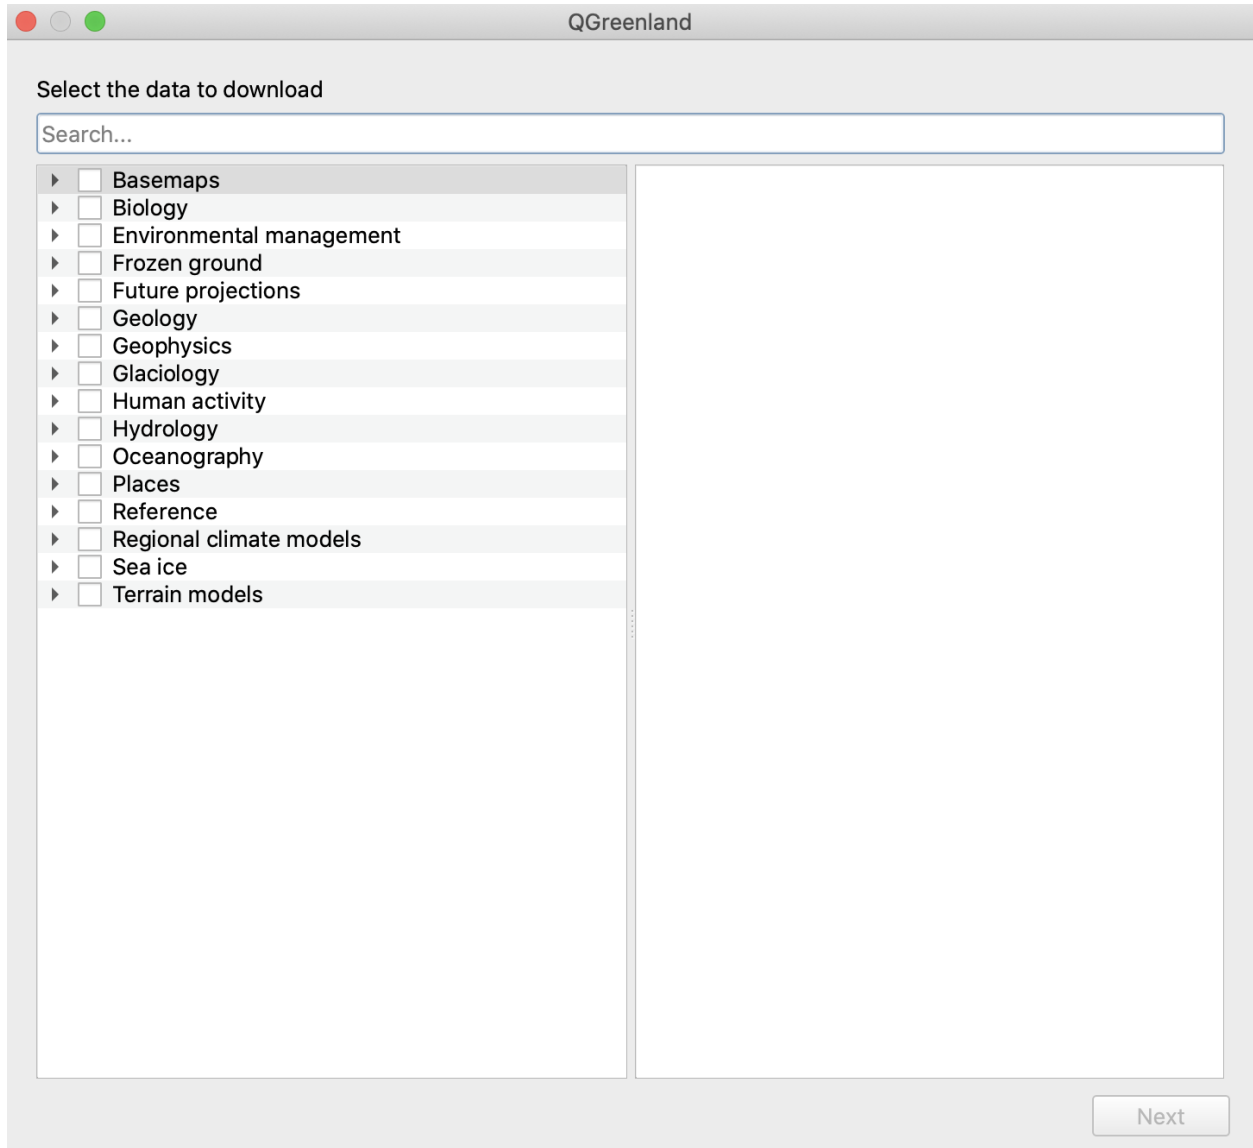 QGreenland
Select the data to download
Search...
Basemaps
Biology
Environmental management
Frozen ground
Future projections
Geology
Geophysics
Glaciology
Human activity
Hydrology
Oceanography
Places
Reference
Regional climate models
Sea ice
Terrain models
Next